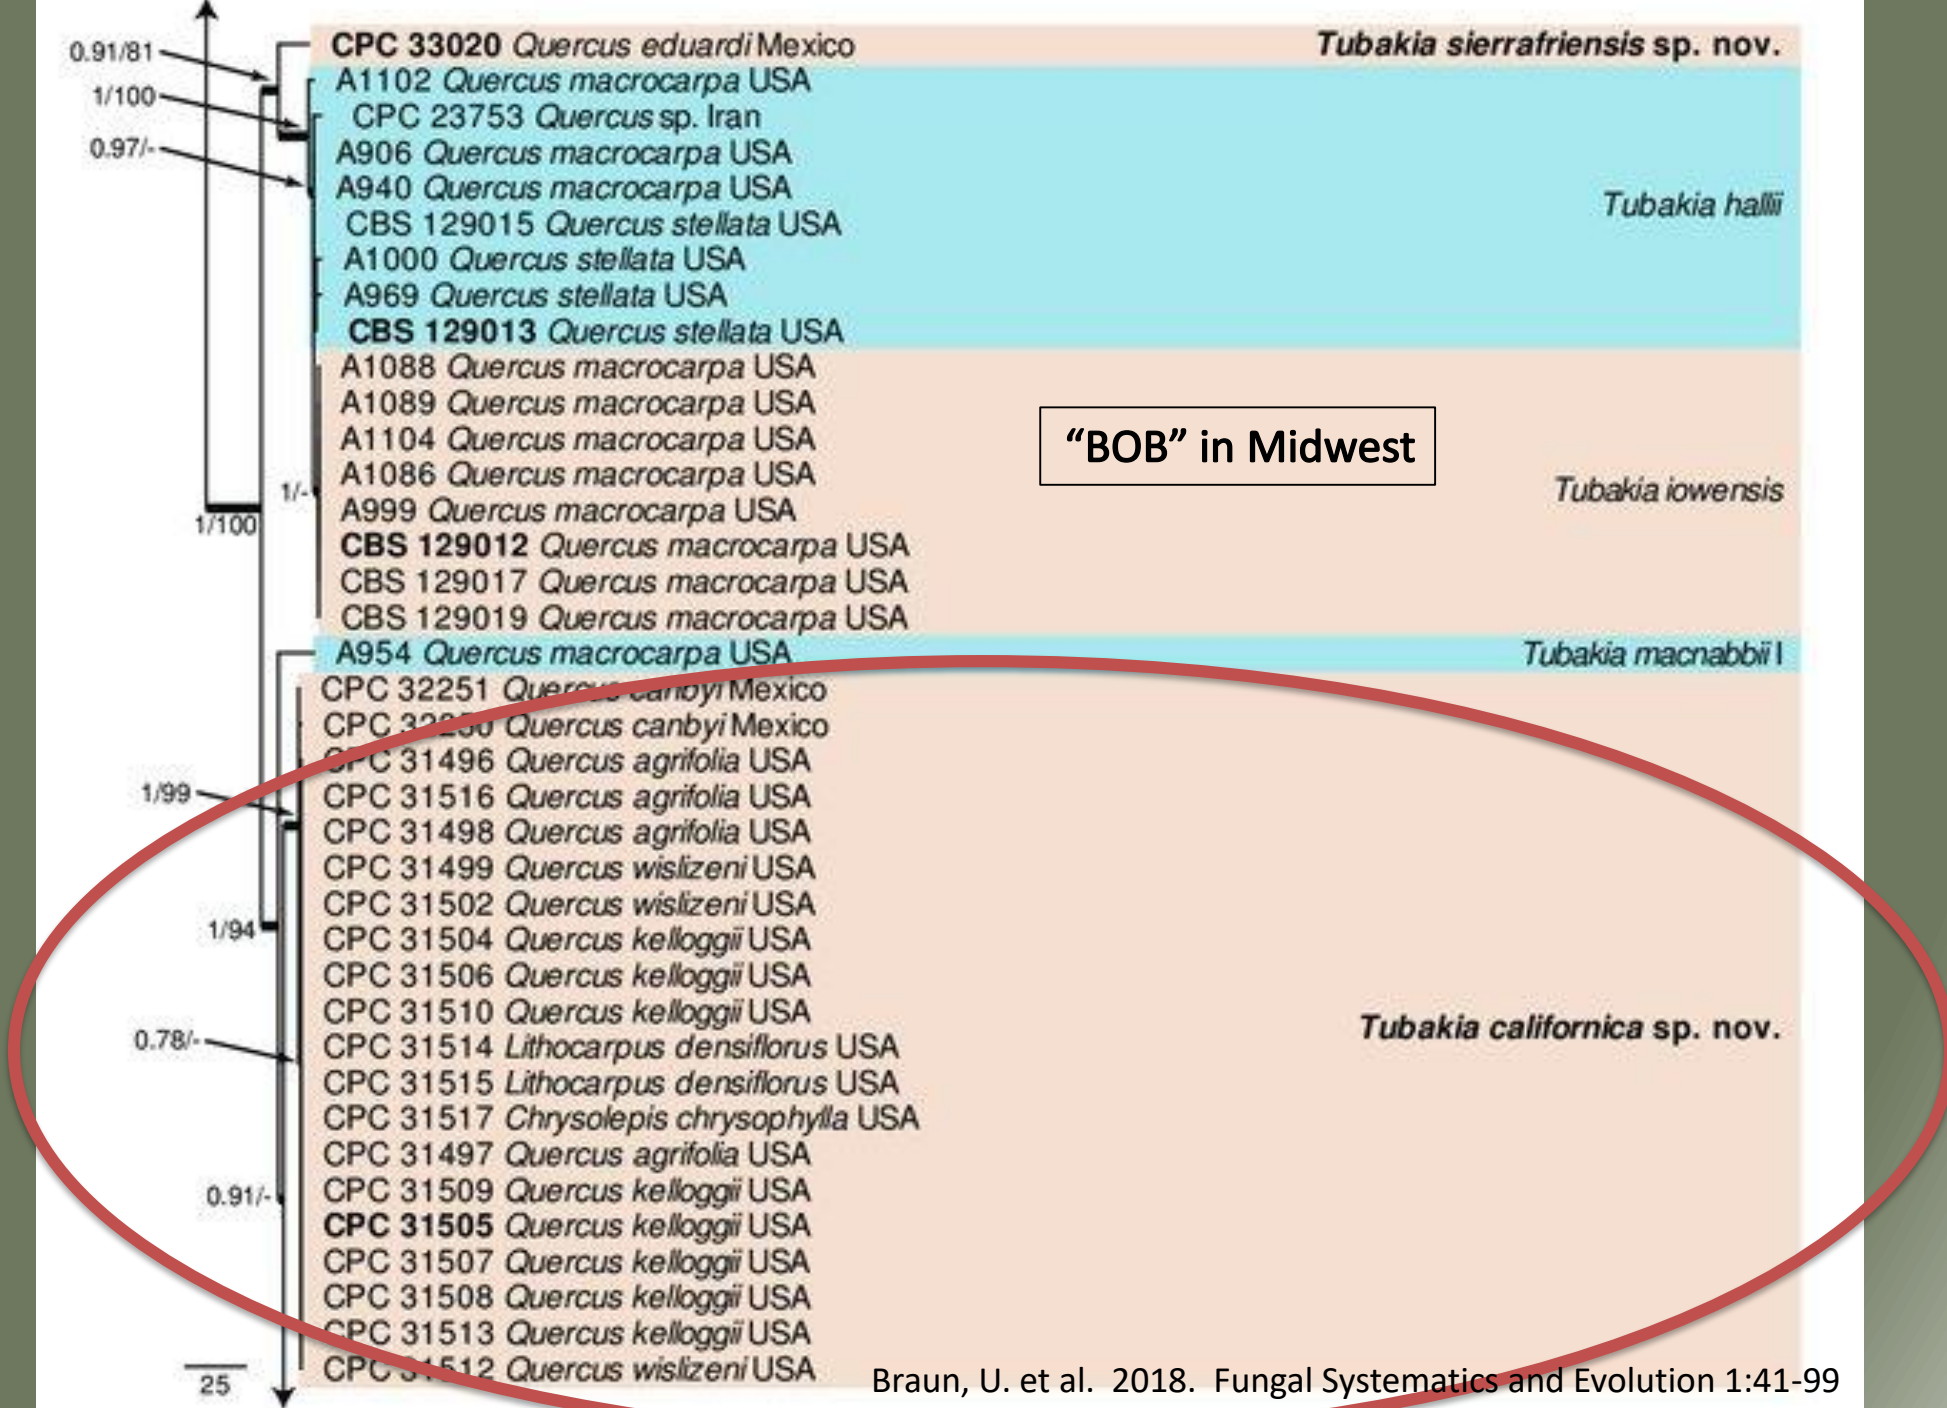 0.91/81
CPC 33020 Quercus eduardi Mexico Tubakia sierrafriensis sp. nov.
A1102 Quercus macrocarpa USA
1/100
CPC 23753 Quercus sp. Iran
0.97/-
A906 Quercus macrocarpa USA
A940 Quercus macrocarpa USA
Tubakia hallii
CBS 129015 Quercus stellata USA
A1000 Quercus stellata USA
A969 Quercus stellata USA
CBS 129013 Quercus stellata USA
A1088 Quercus macrocarpa USA
A1089 Quercus macrocarpa USA
A1104 Quercus macrocarpa USA
“BOB” in Midwest
A1086 Quercus macrocarpa USA
1/-
Tubakia iowensis
A999 Quercus macrocarpa USA
1/100
CBS 129012 Quercus macrocarpa USA
CBS 129017 Quercus macrocarpa USA
CBS 129019 Quercus macrocarpa USA
A954 Quercus macrocarpa USA Tubakia macnabbii I
CPC 32251 Quercus canbyi Mexico
CPC 32250 Quercus canbyi Mexico
CPC 31496 Quercus agrifolia USA
1/99
CPC 31516 Quercus agrifolia USA
CPC 31498 Quercus agrifolia USA
CPC 31499 Quercus wislizeni USA
CPC 31502 Quercus wislizeni USA
1/94
CPC 31504 Quercus kelloggii USA
CPC 31506 Quercus kelloggii USA
CPC 31510 Quercus kelloggii USA
Tubakia californica sp. nov.
0.78/-
CPC 31514 Lithocarpus densiflorus USA
CPC 31515 Lithocarpus densiflorus USA
CPC 31517 Chrysolepis chrysophylla USA
CPC 31497 Quercus agrifolia USA
0.91/-
CPC 31509 Quercus kelloggii USA
CPC 31505 Quercus kelloggii USA
CPC 31507 Quercus kelloggii USA
CPC 31508 Quercus kelloggii USA
CPC 31513 Quercus kelloggii USA
CPC 31512 Quercus wislizeni USA
25
Braun, U. et al. 2018. Fungal Systematics and Evolution 1:41-99